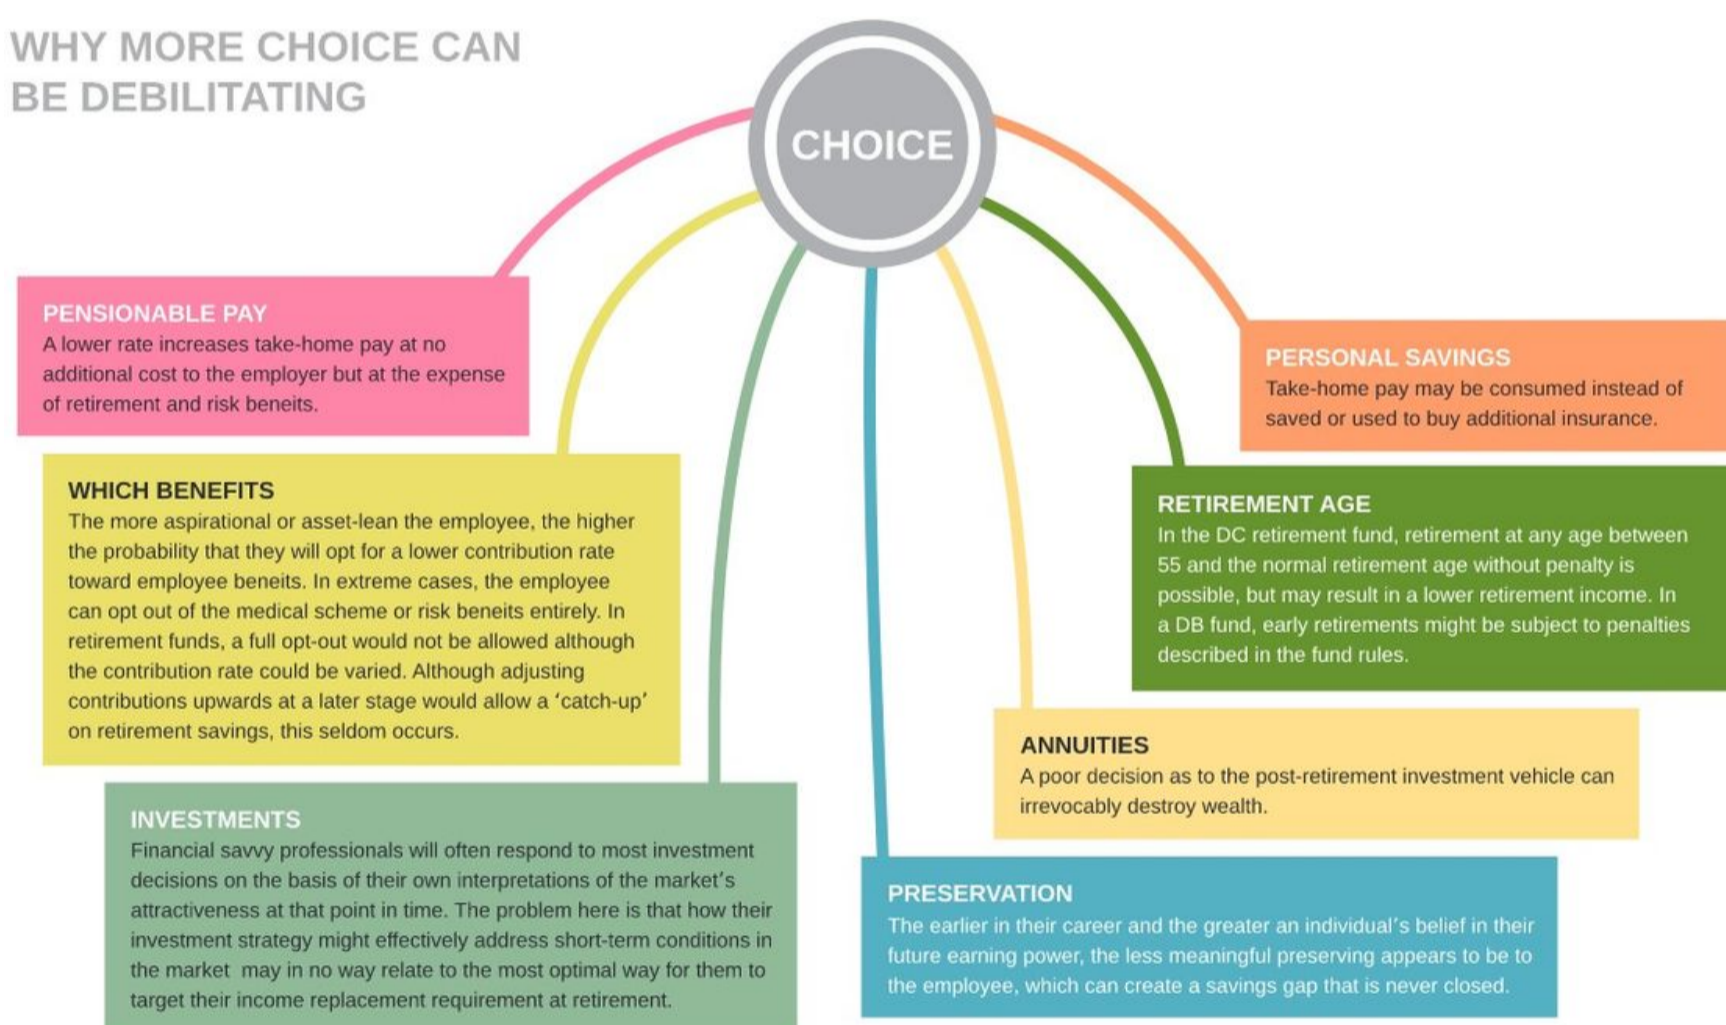 WHY MORE CHOICE CAN
BE DEBILITATING
CHOICE
PENSIONABLE PAY
A lower rate increases take-home pay at no
additional cost to the employer but at the expense
of retirement and risk beneits.
WHICH BENEFITS
The more aspirational or asset-lean the employee, the higher
the probability that they will opt for a lower contribution rate
toward employee beneits. In extreme cases, the employee
can opt out of the medical scheme or risk beneits entirely. In
retirement funds, a full opt-out would not be allowed although
the contribution rate could be varied. Although adjusting
contributions upwards at a later stage would allow a ‘catch-up’
on retirement savings, this seldom occurs.
INVESTMENTS
Financial savvy professionals will often respond to most investment
decisions on the basis of their own interpretations of the market’s
attractiveness at that point in time. The problem here is that how their
investment strategy might effectively address short-term conditions in
the market  may in no way relate to the most optimal way for them to
target their income replacement requirement at retirement.
PERSONAL SAVINGS
Take-home pay may be consumed instead of
saved or used to buy additional insurance.
RETIREMENT AGE
In the DC retirement fund, retirement at any age between
55 and the normal retirement age without penalty is
possible, but may result in a lower retirement income. In
a DB fund, early retirements might be subject to penalties
described in the fund rules.
ANNUITIES
A poor decision as to the post-retirement investment vehicle can
irrevocably destroy wealth.
PRESERVATION
The earlier in their career and the greater an individual’s belief in their
future earning power, the less meaningful preserving appears to be to
the employee, which can create a savings gap that is never closed.